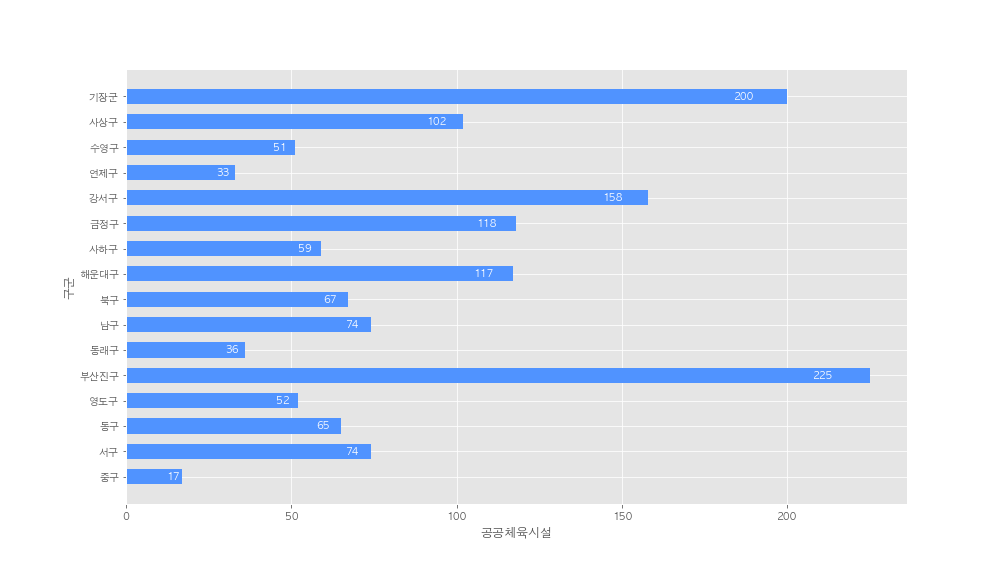 기장군 200
사상구 102
수영구 51
연제구 33
강서구 158
금정구 118
사하구 59
해운대구 117
구군
북구 67
남구 74
동래구 36
부산진구 225
영도구 52
동구 65
서구 74
중구 17
0 50 100 150 200
공공체육시설